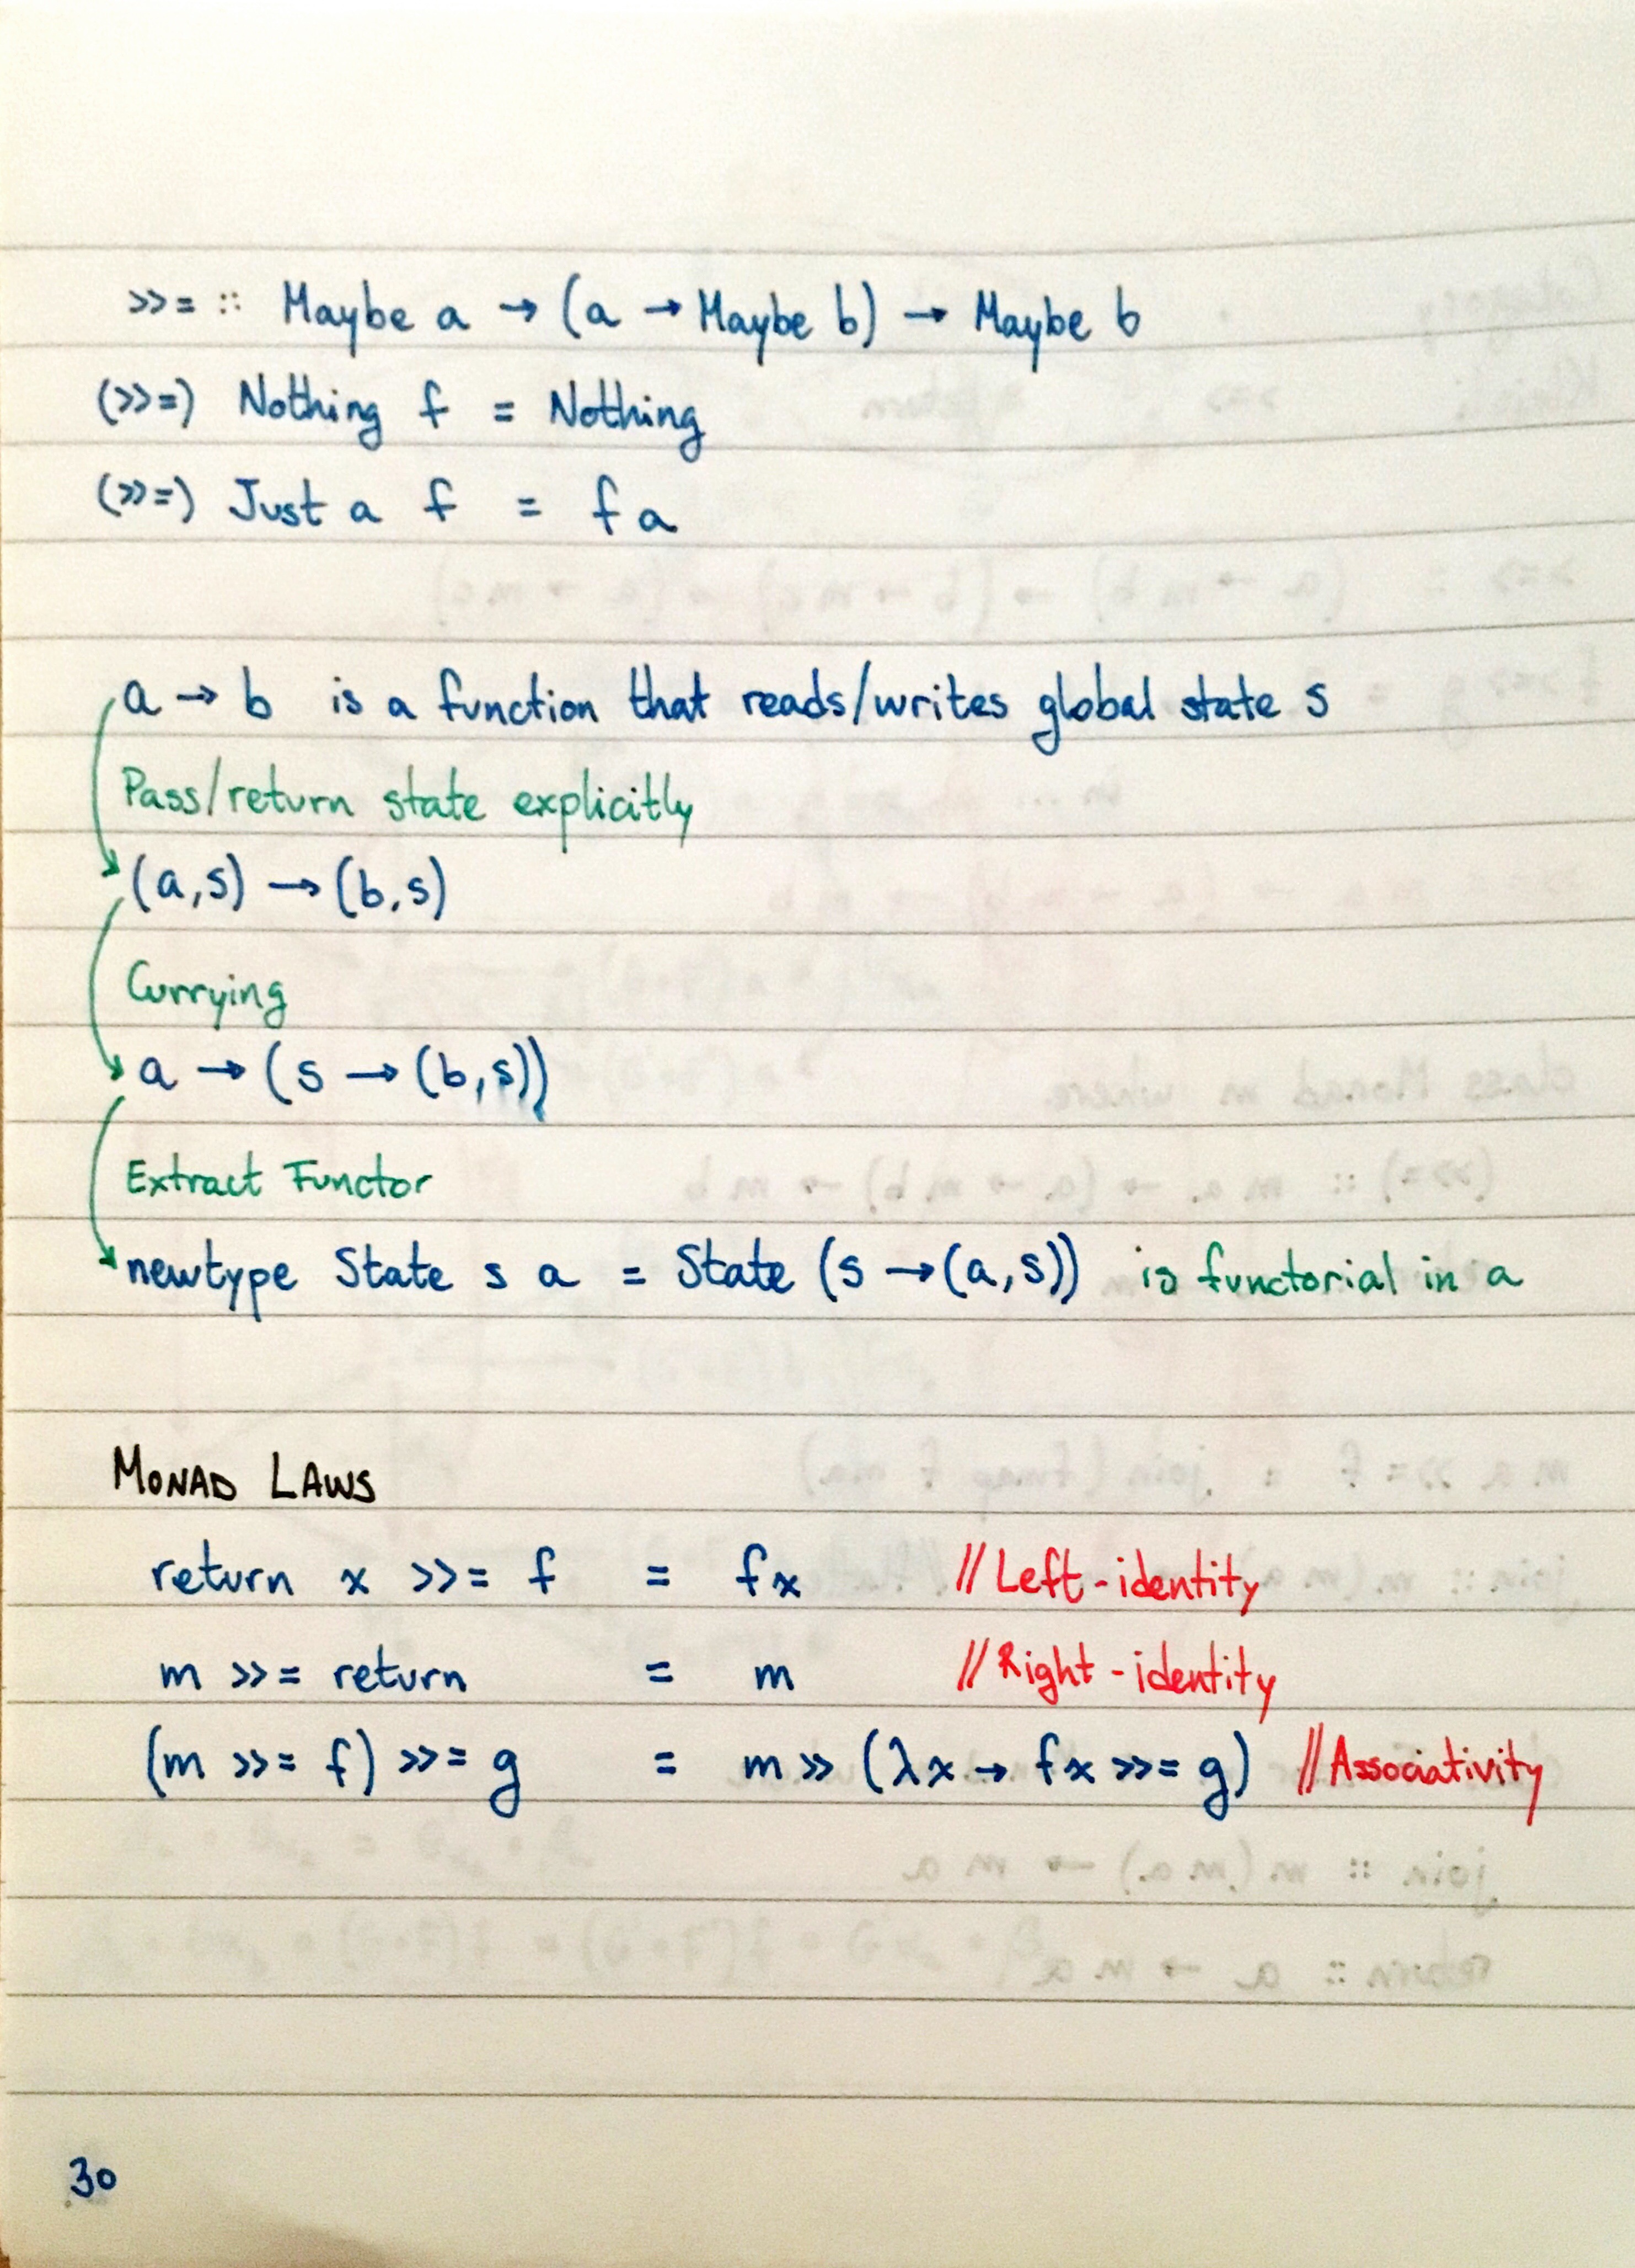 >>= :: Maybe a → (a → Maybe b) → Maybe b
(>>=) Nothing f = Nothing
(>>=) Just a f = f a
a → b is a function that reads/writes global state s
Pass/return state explicitly
(a,s) → (b,s)
Currying
a → (s → (b,s))
Extract Functor
newtype State s a = State (s → (a,s)) is functorial in a
MONAD LAWS
return x >>= f = f x //Left-identity
m >>= return = m //Right-identity
(m >>= f) >>= g = m >> (λx → f x >>= g) //Associativity
30